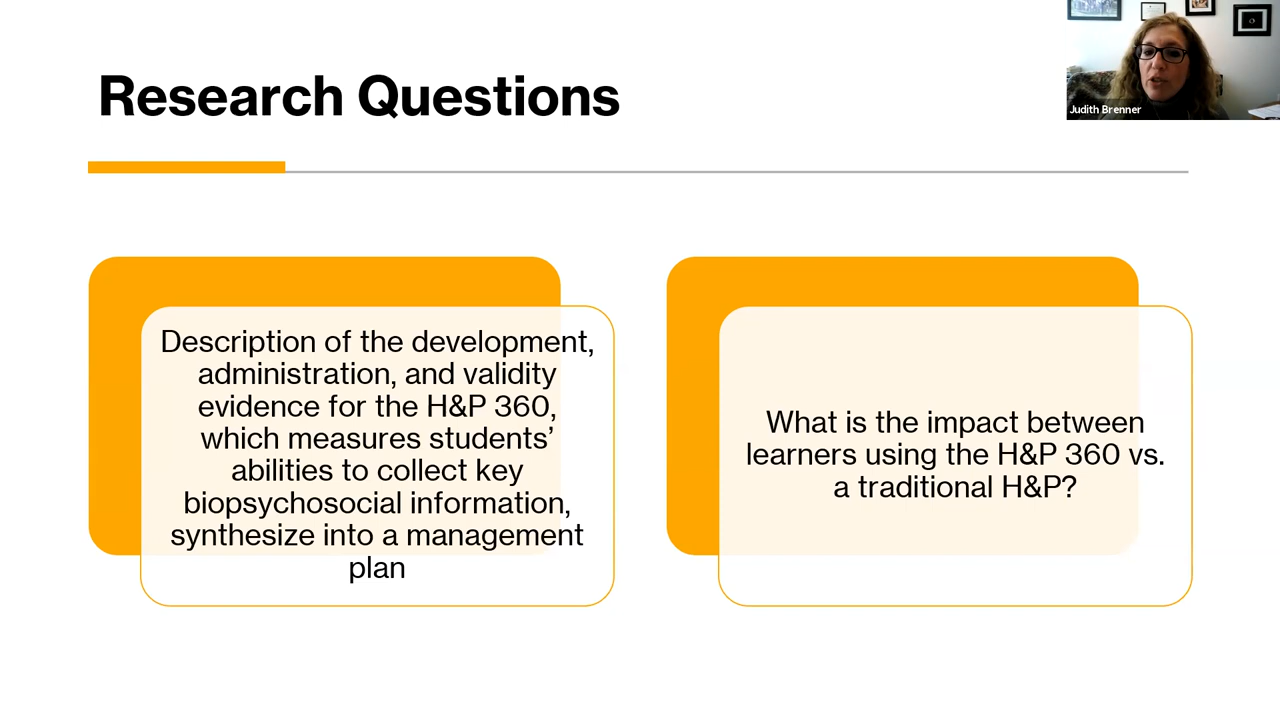 Research Questions
Judith Brenner
Description of the development,
administration, and validity
evidence for the H&P 360,
which measures students’
abilities to collect key
biopsychosocial information,
synthesize into a management
plan
What is the impact between
learners using the H&P 360 vs.
a traditional H&P?